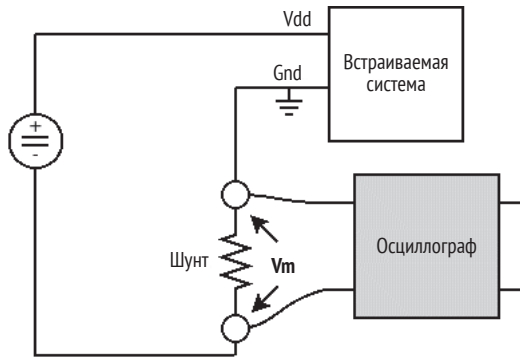 Vdd
Gnd
Встраиваемая
система
+
-
Шунт
Vm
Осциллограф